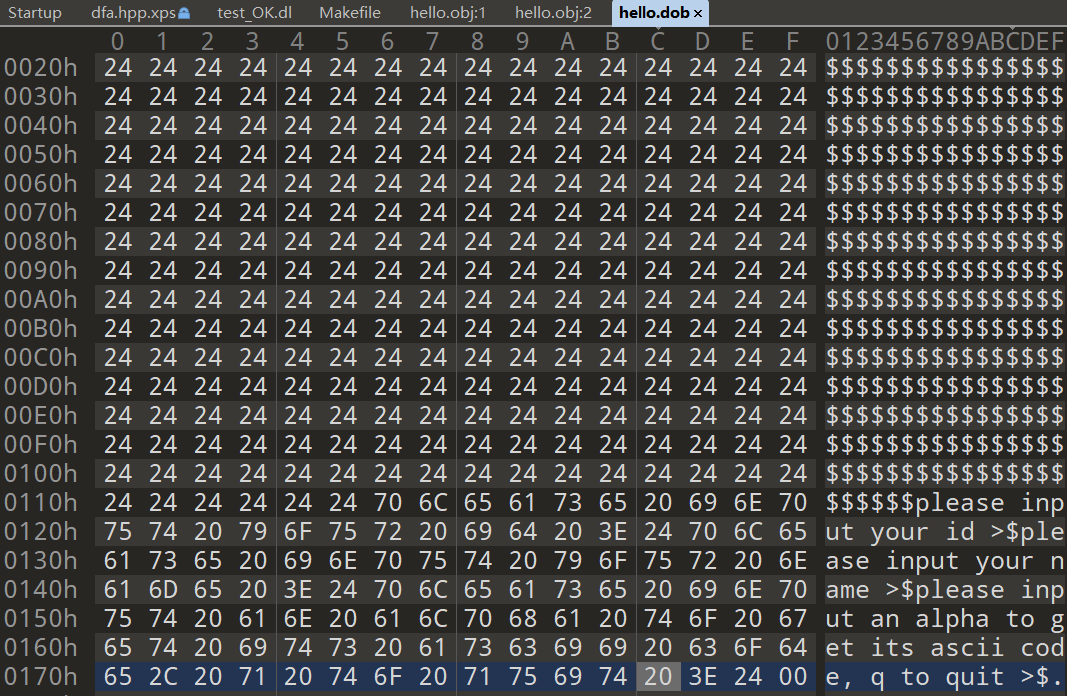 Startup dfa.hpp.xps test_OK.dl Makefile hello.obj:1 hello.obj:2 hello.dob ×
0 1 2 3 4 5 6 7 8 9 A B C D E F 0123456789ABCDEF
0020h 24 24 24 24 24 24 24 24 24 24 24 24 24 24 24 24 $$$$$$$$$$$$$$$$
0030h 24 24 24 24 24 24 24 24 24 24 24 24 24 24 24 24 $$$$$$$$$$$$$$$$
0040h 24 24 24 24 24 24 24 24 24 24 24 24 24 24 24 24 $$$$$$$$$$$$$$$$
0050h 24 24 24 24 24 24 24 24 24 24 24 24 24 24 24 24 $$$$$$$$$$$$$$$$
0060h 24 24 24 24 24 24 24 24 24 24 24 24 24 24 24 24 $$$$$$$$$$$$$$$$
0070h 24 24 24 24 24 24 24 24 24 24 24 24 24 24 24 24 $$$$$$$$$$$$$$$$
0080h 24 24 24 24 24 24 24 24 24 24 24 24 24 24 24 24 $$$$$$$$$$$$$$$$
0090h 24 24 24 24 24 24 24 24 24 24 24 24 24 24 24 24 $$$$$$$$$$$$$$$$
00A0h 24 24 24 24 24 24 24 24 24 24 24 24 24 24 24 24 $$$$$$$$$$$$$$$$
00B0h 24 24 24 24 24 24 24 24 24 24 24 24 24 24 24 24 $$$$$$$$$$$$$$$$
00C0h 24 24 24 24 24 24 24 24 24 24 24 24 24 24 24 24 $$$$$$$$$$$$$$$$
00D0h 24 24 24 24 24 24 24 24 24 24 24 24 24 24 24 24 $$$$$$$$$$$$$$$$
00E0h 24 24 24 24 24 24 24 24 24 24 24 24 24 24 24 24 $$$$$$$$$$$$$$$$
00F0h 24 24 24 24 24 24 24 24 24 24 24 24 24 24 24 24 $$$$$$$$$$$$$$$$
0100h 24 24 24 24 24 24 24 24 24 24 24 24 24 24 24 24 $$$$$$$$$$$$$$$$
0110h 24 24 24 24 24 24 70 6C 65 61 73 65 20 69 6E 70 $$$$$$please inp
0120h 75 74 20 79 6F 75 72 20 69 64 20 3E 24 70 6C 65 ut your id >$ple
0130h 61 73 65 20 69 6E 70 75 74 20 79 6F 75 72 20 6E ase input your n
0140h 61 6D 65 20 3E 24 70 6C 65 61 73 65 20 69 6E 70 ame >$please inp
0150h 75 74 20 61 6E 20 61 6C 70 68 61 20 74 6F 20 67 ut an alpha to g
0160h 65 74 20 69 74 73 20 61 73 63 69 69 20 63 6F 64 et its ascii cod
0170h 65 2C 20 71 20 74 6F 20 71 75 69 74 20 3E 24 00 e, q to quit >$.